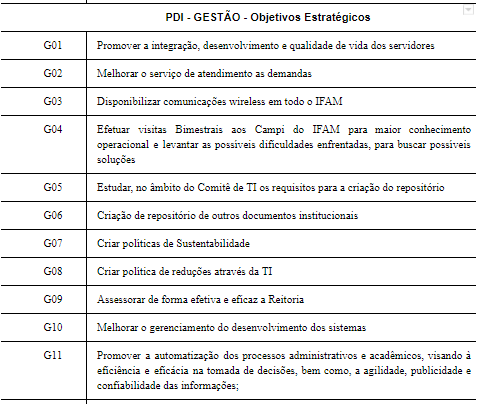 PDI - GESTÃO - Objetivos Estratégicos
G01 Promover a integração, desenvolvimento e qualidade de vida dos servidores
G02 Melhorar o serviço de atendimento as demandas
G03 Disponibilizar comunicações wireless em todo o IFAM
G04 Efetuar visitas Bimestrais aos Campi do IFAM para maior conhecimento
operacional e levantar as possíveis dificuldades enfrentadas, para buscar possíveis
soluções
G05 Estudar, no âmbito do Comitê de TI os requisitos para a criação do repositório
G06 Criação de repositório de outros documentos institucionais
G07 Criar politicas de Sustentabilidade
G08 Criar politica de reduções através da TI
G09 Assessorar de forma efetiva e eficaz a Reitoria
G10 Melhorar o gerenciamento do desenvolvimento dos sistemas
G11 Promover a automatização dos processos administrativos e acadêmicos, visando à
eficiência e eficácia na tomada de decisões, bem como, a agilidade, publicidade e
confiabilidade das informações;